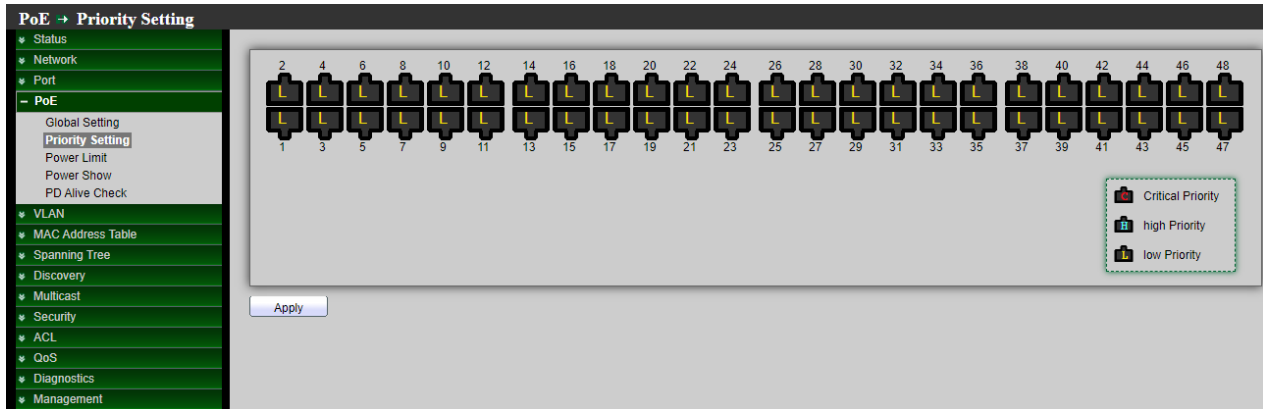 PoE → Priority Setting
Status
Network
Port
PoE
Global Setting
Priority Setting
Power Limit
Power Show
PD Alive Check
VLAN
MAC Address Table
Spanning Tree
Discovery
Multicast
Security
ACL
QoS
Diagnostics
Management
2 4 6 8 10 12 14 16 18 20 22 24 26 28 30 32 34 36 38 40 42 44 46 48
L L L L L L L L L L L L L L L L L L L L L L L L
L L L L L L L L L L L L L L L L L L L L L L L L
1 3 5 7 9 11 13 15 17 19 21 23 25 27 29 31 33 35 37 39 41 43 45 47
C Critical Priority
H high Priority
L low Priority
Apply